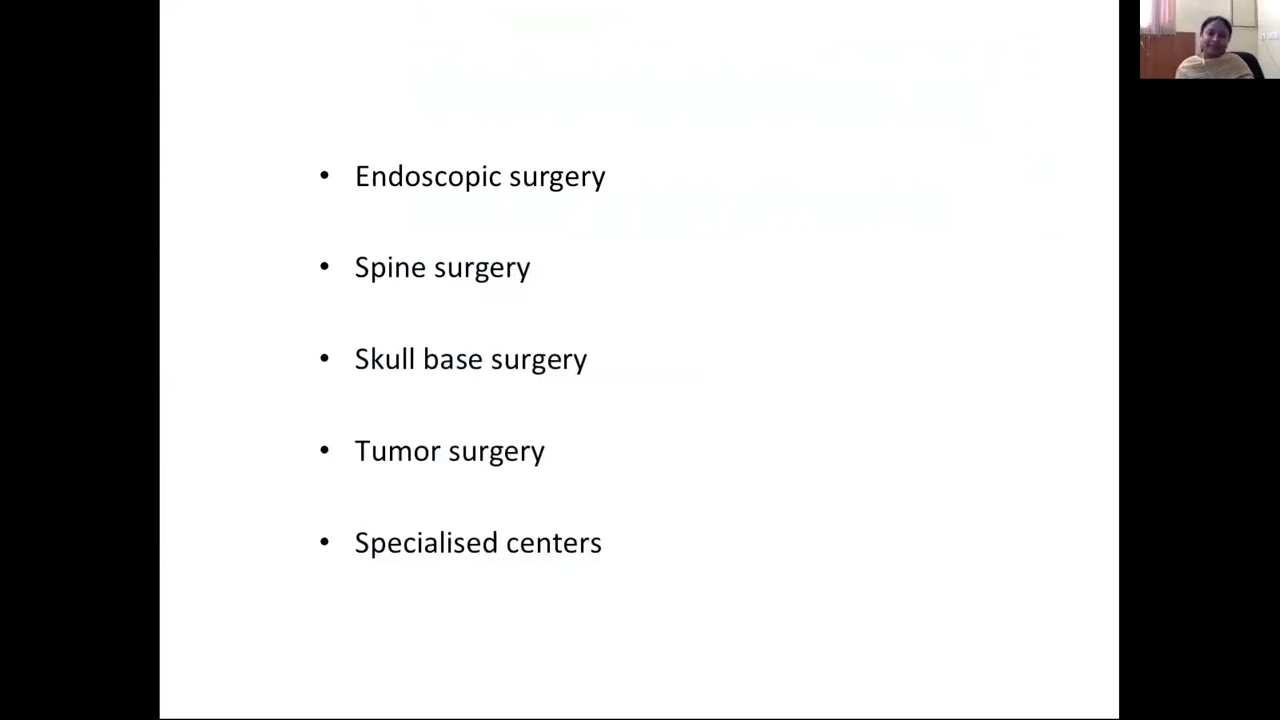 • Endoscopic surgery
• Spine surgery
• Skull base surgery
• Tumor surgery
• Specialised centers